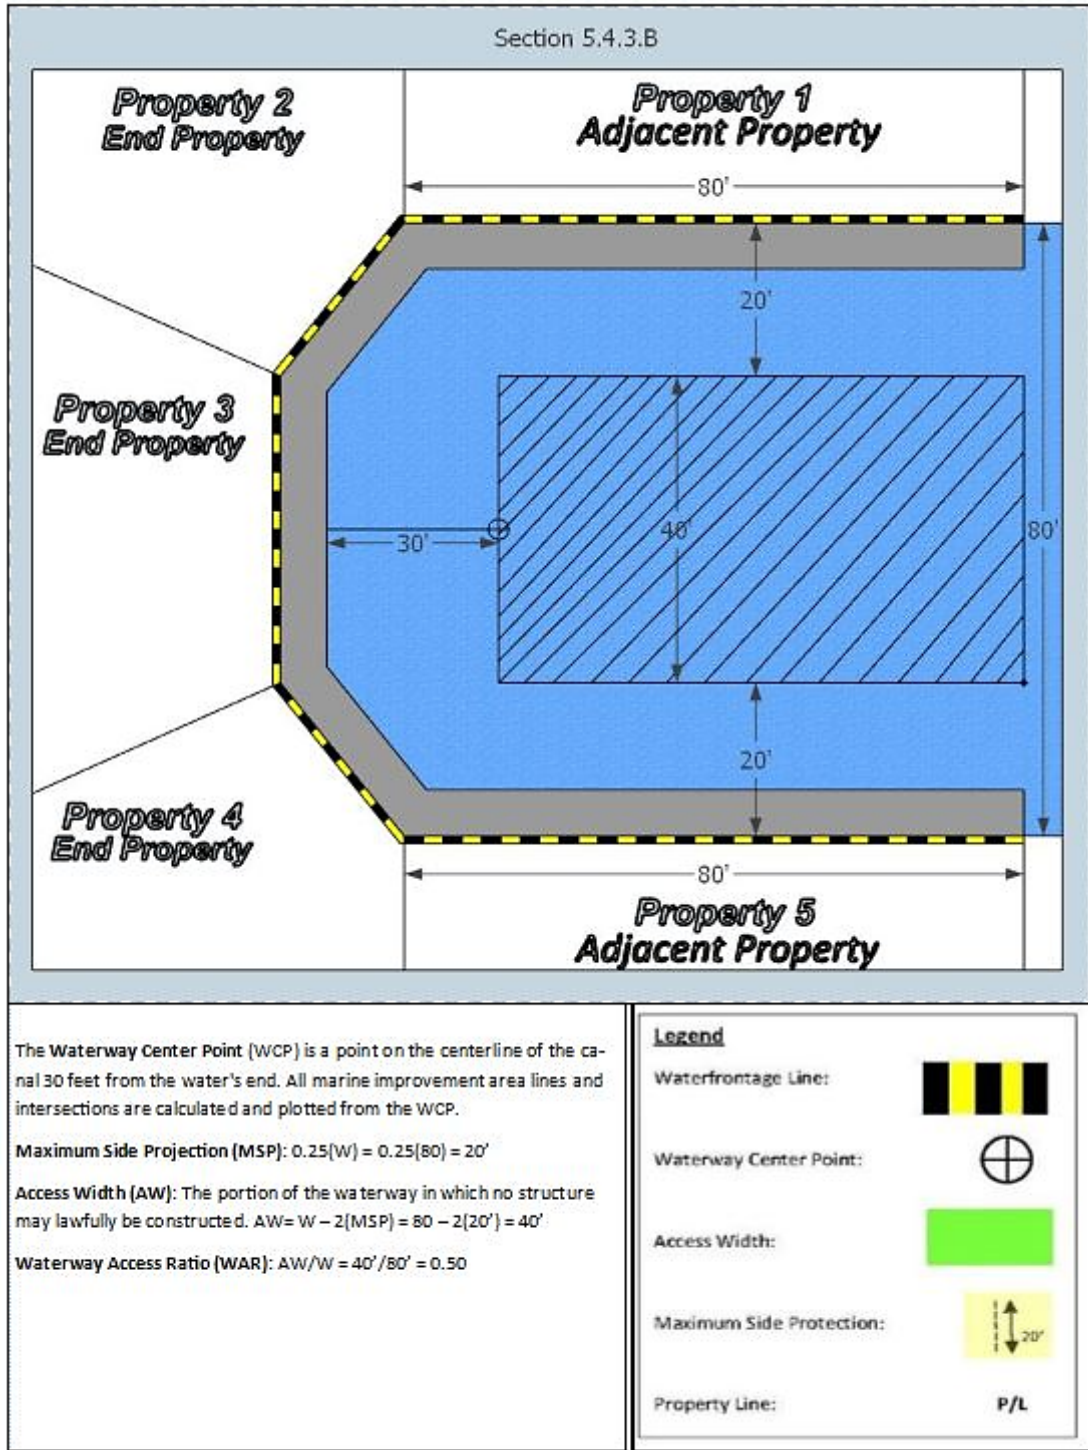 Section 5.4.3.B
Property 2
End Property
Property 1
Adjacent Property
80'
20'
Property 3
End Property
30'
40'
80'
20'
Property 4
End Property
80'
Property 5
Adjacent Property
The Waterway Center Point (WCP) is a point on the centerline of the ca-
nal 30 feet from the water's end. All marine improvement area lines and
intersections are calculated and plotted from the WCP.
Maximum Side Projection (MSP): 0.25(W) = 0.25(80) = 20'
Access Width (AW): The portion of the waterway in which no structure
may lawfully be constructed. AW= W – 2(MSP) = 80 – 2(20') = 40'
Waterway Access Ratio (WAR): AW/W = 40'/80' = 0.50
Legend
Waterfrontage Line:
Waterway Center Point:
Access Width:
Maximum Side Protection:
20'
Property Line:
P/L